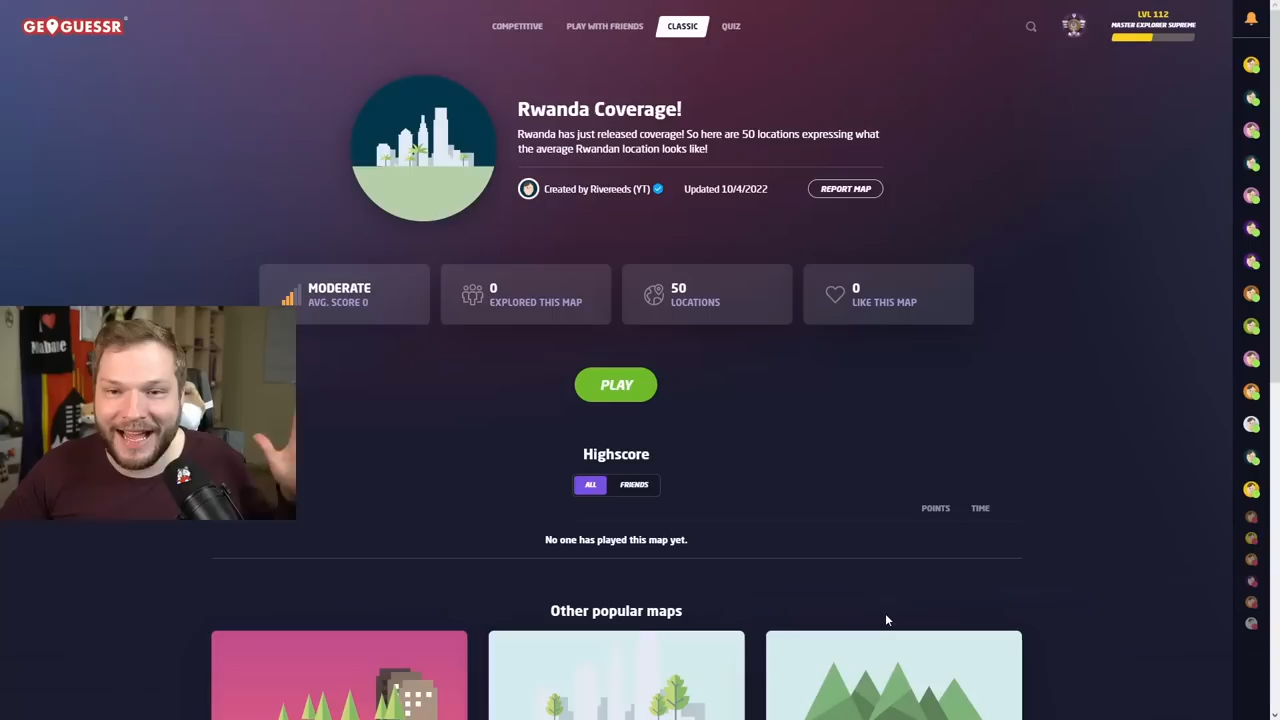 GEOGUESSR
COMPETITIVE
PLAY WITH FRIENDS
CLASSIC
QUIZ
LVL 112
MASTER EXPLORER SUPREME
Rwanda Coverage!
Rwanda has just released coverage! So here are 50 locations expressing what
the average Rwandan location looks like!
Created by Rivereeds (YT)
Updated 10/4/2022
REPORT MAP
MODERATE
AVG. SCORE 0
0
EXPLORED THIS MAP
50
LOCATIONS
0
LIKE THIS MAP
I
Mabate
PLAY
Highscore
ALL
FRIENDS
POINTS
TIME
No one has played this map yet.
Other popular maps